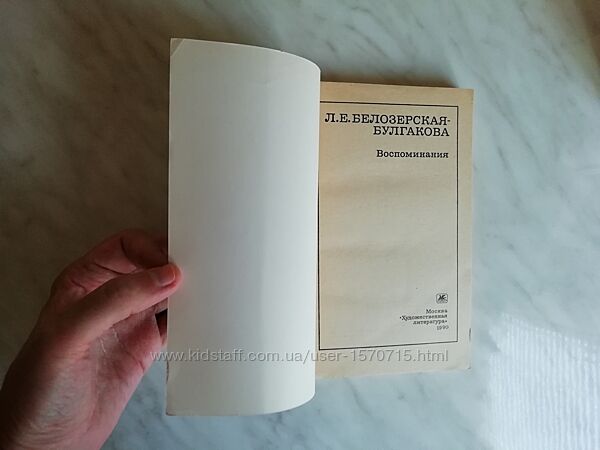 Л.Е.БЕЛОЗЕРСКАЯ-
БУЛГАКОВА
Воспоминания
Москва
«Художественная
литература»
1990
www.kidstaff.com.ua/user-1570715.html